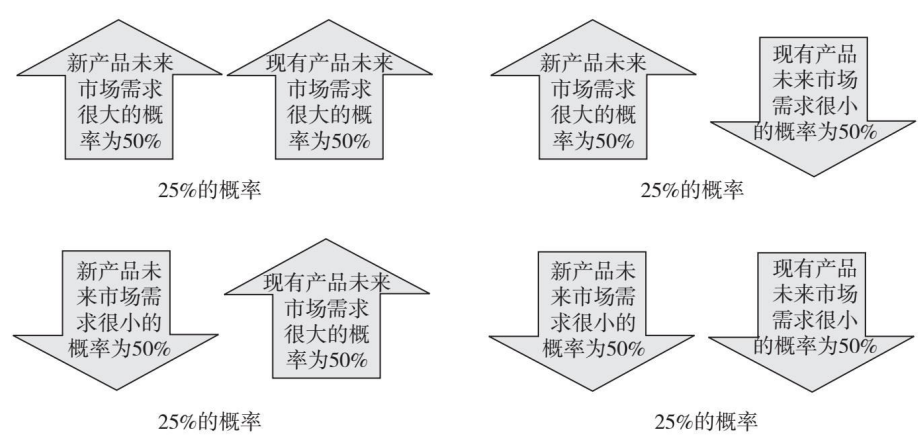 新产品未来
市场需求
很大的概
率为50%
现有产品未来
市场需求
很大的概
率为50%
25%的概率
新产品未来
市场需求
很大的概
率为50%
现有产品
未来市场
需求很小
的概率为50%
25%的概率
新产品未
来市场需
求很小的
概率为50%
现有产品未来
市场需求
很大的概
率为50%
25%的概率
新产品未
来市场需
求很小的
概率为50%
现有产品
未来市场
需求很小
的概率为50%
25%的概率